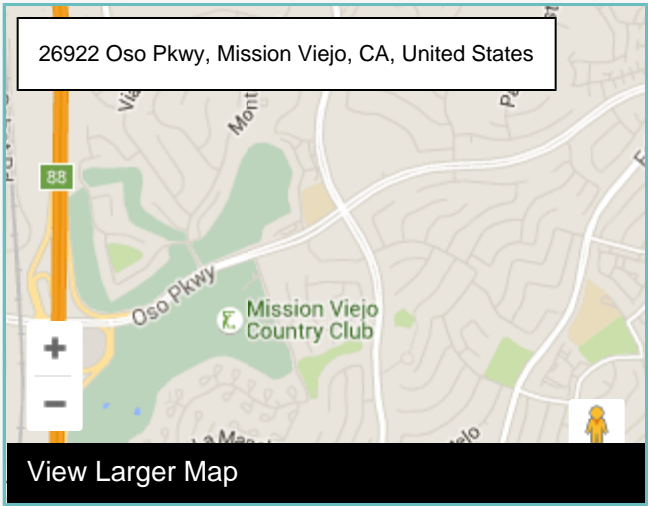 26922 Oso Pkwy, Mission Viejo, CA, United States
88
Oso Pkwy
Mission Viejo
Country Club
+
−
View Larger Map